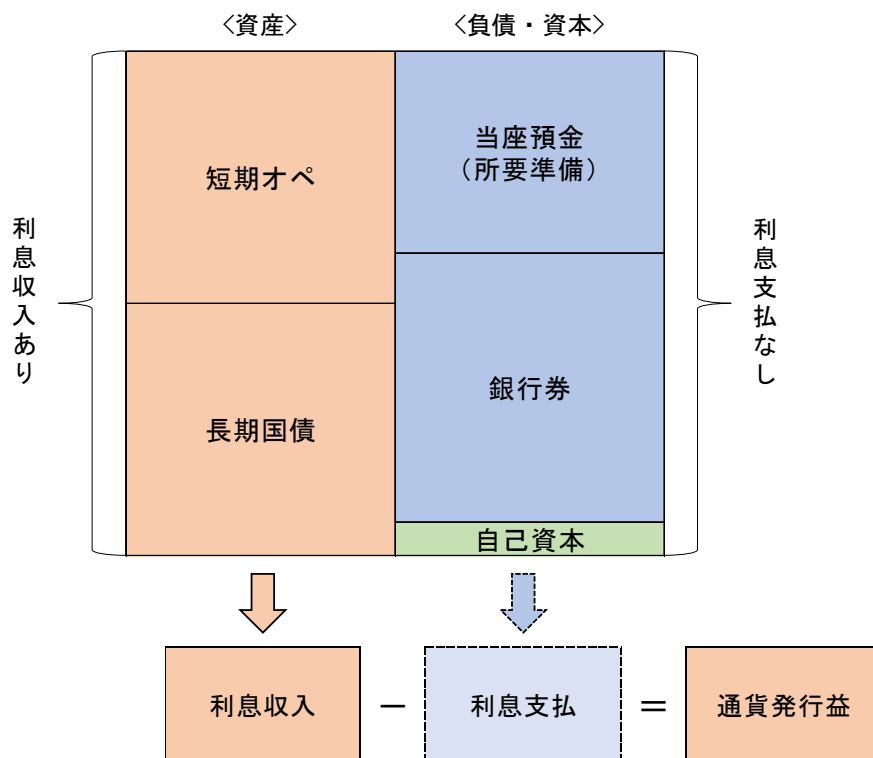 〈資産〉
〈負債・資本〉
利息収入あり
短期オペ
長期国債
当座預金
（所要準備）
銀行券
自己資本
利息支払なし
利息収入
－
利息支払
＝
通貨発行益